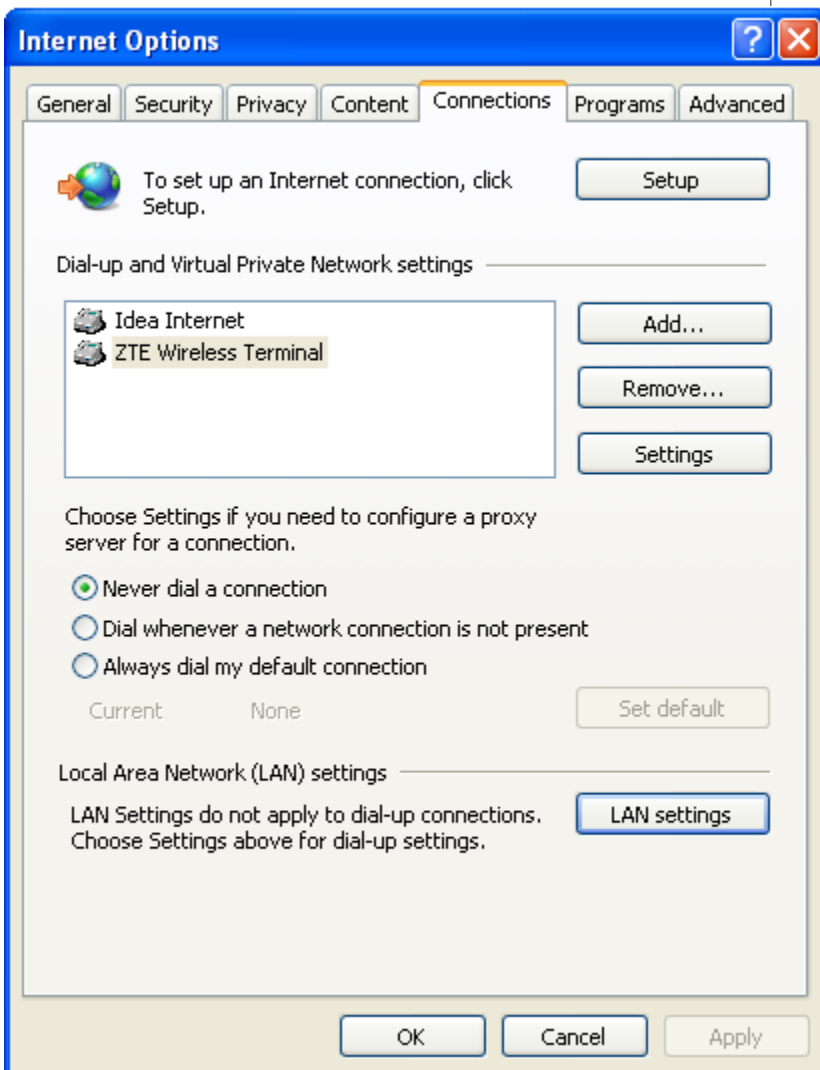 Internet Options
General Security Privacy Content Connections Programs Advanced
To set up an Internet connection, click
Setup.
Setup
Dial-up and Virtual Private Network settings
Idea Internet
ZTE Wireless Terminal
Add...
Remove...
Settings
Choose Settings if you need to configure a proxy
server for a connection.
Never dial a connection
Dial whenever a network connection is not present
Always dial my default connection
Current None Set default
Local Area Network (LAN) settings
LAN Settings do not apply to dial-up connections.
Choose Settings above for dial-up settings.
LAN settings
OK Cancel Apply